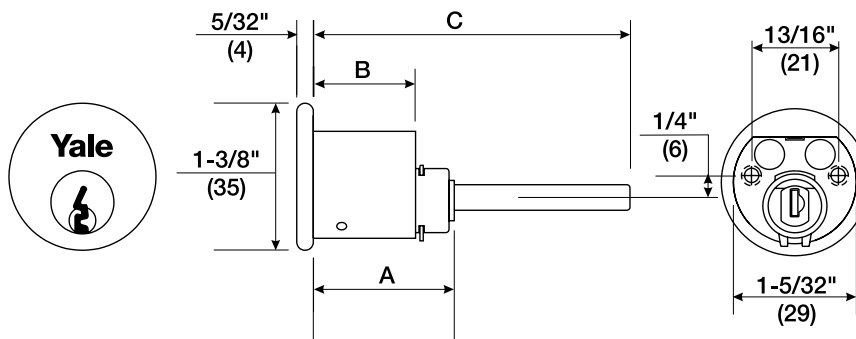 5/32"
(4)
C
13/16"
(21)
B
1/4"
(6)
Yale
1-3/8"
(35)
A
1-5/32"
(29)